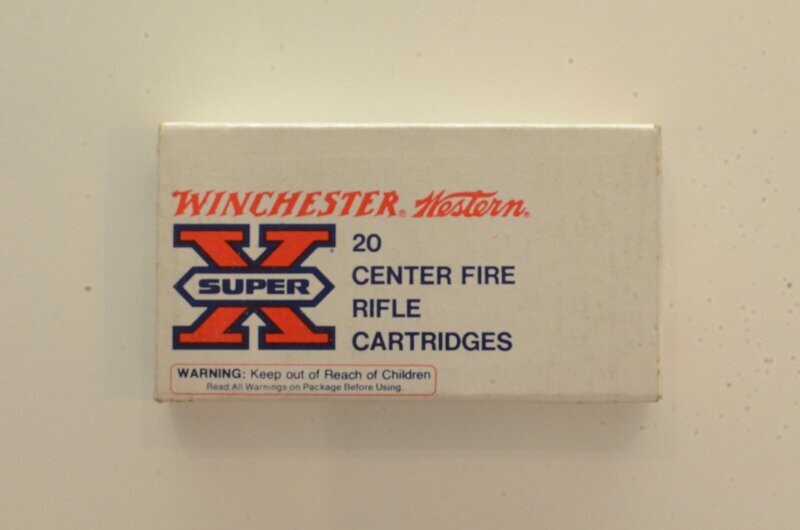 WINCHESTER® Western®
SUPER X
20
CENTER FIRE
RIFLE
CARTRIDGES
WARNING: Keep out of Reach of Children
Read All Warnings on Package Before Using.